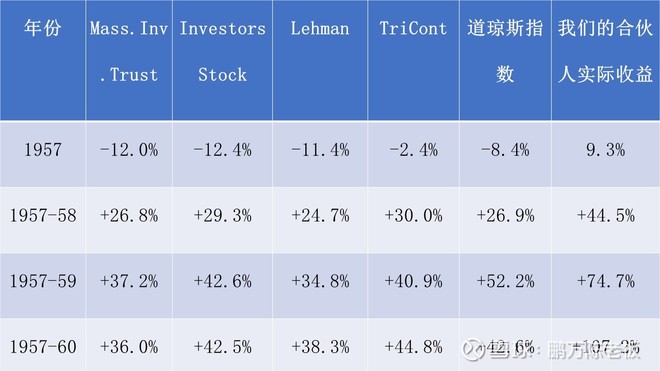 年份 Mass.Inv.Trust Investors Stock Lehman TriCont 道琼斯指数 我们的合伙人实际收益
1957 -12.0% -12.4% -11.4% -2.4% -8.4% 9.3%
1957-58 +26.8% +29.3% +24.7% +30.0% +26.9% +44.5%
1957-59 +37.2% +42.6% +34.8% +40.9% +52.2% +74.7%
1957-60 +36.0% +42.5% +38.3% +44.8% +42.6% +107.2%
雪球:鹏万陈老板